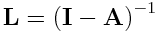 L = (I − A)⁻¹